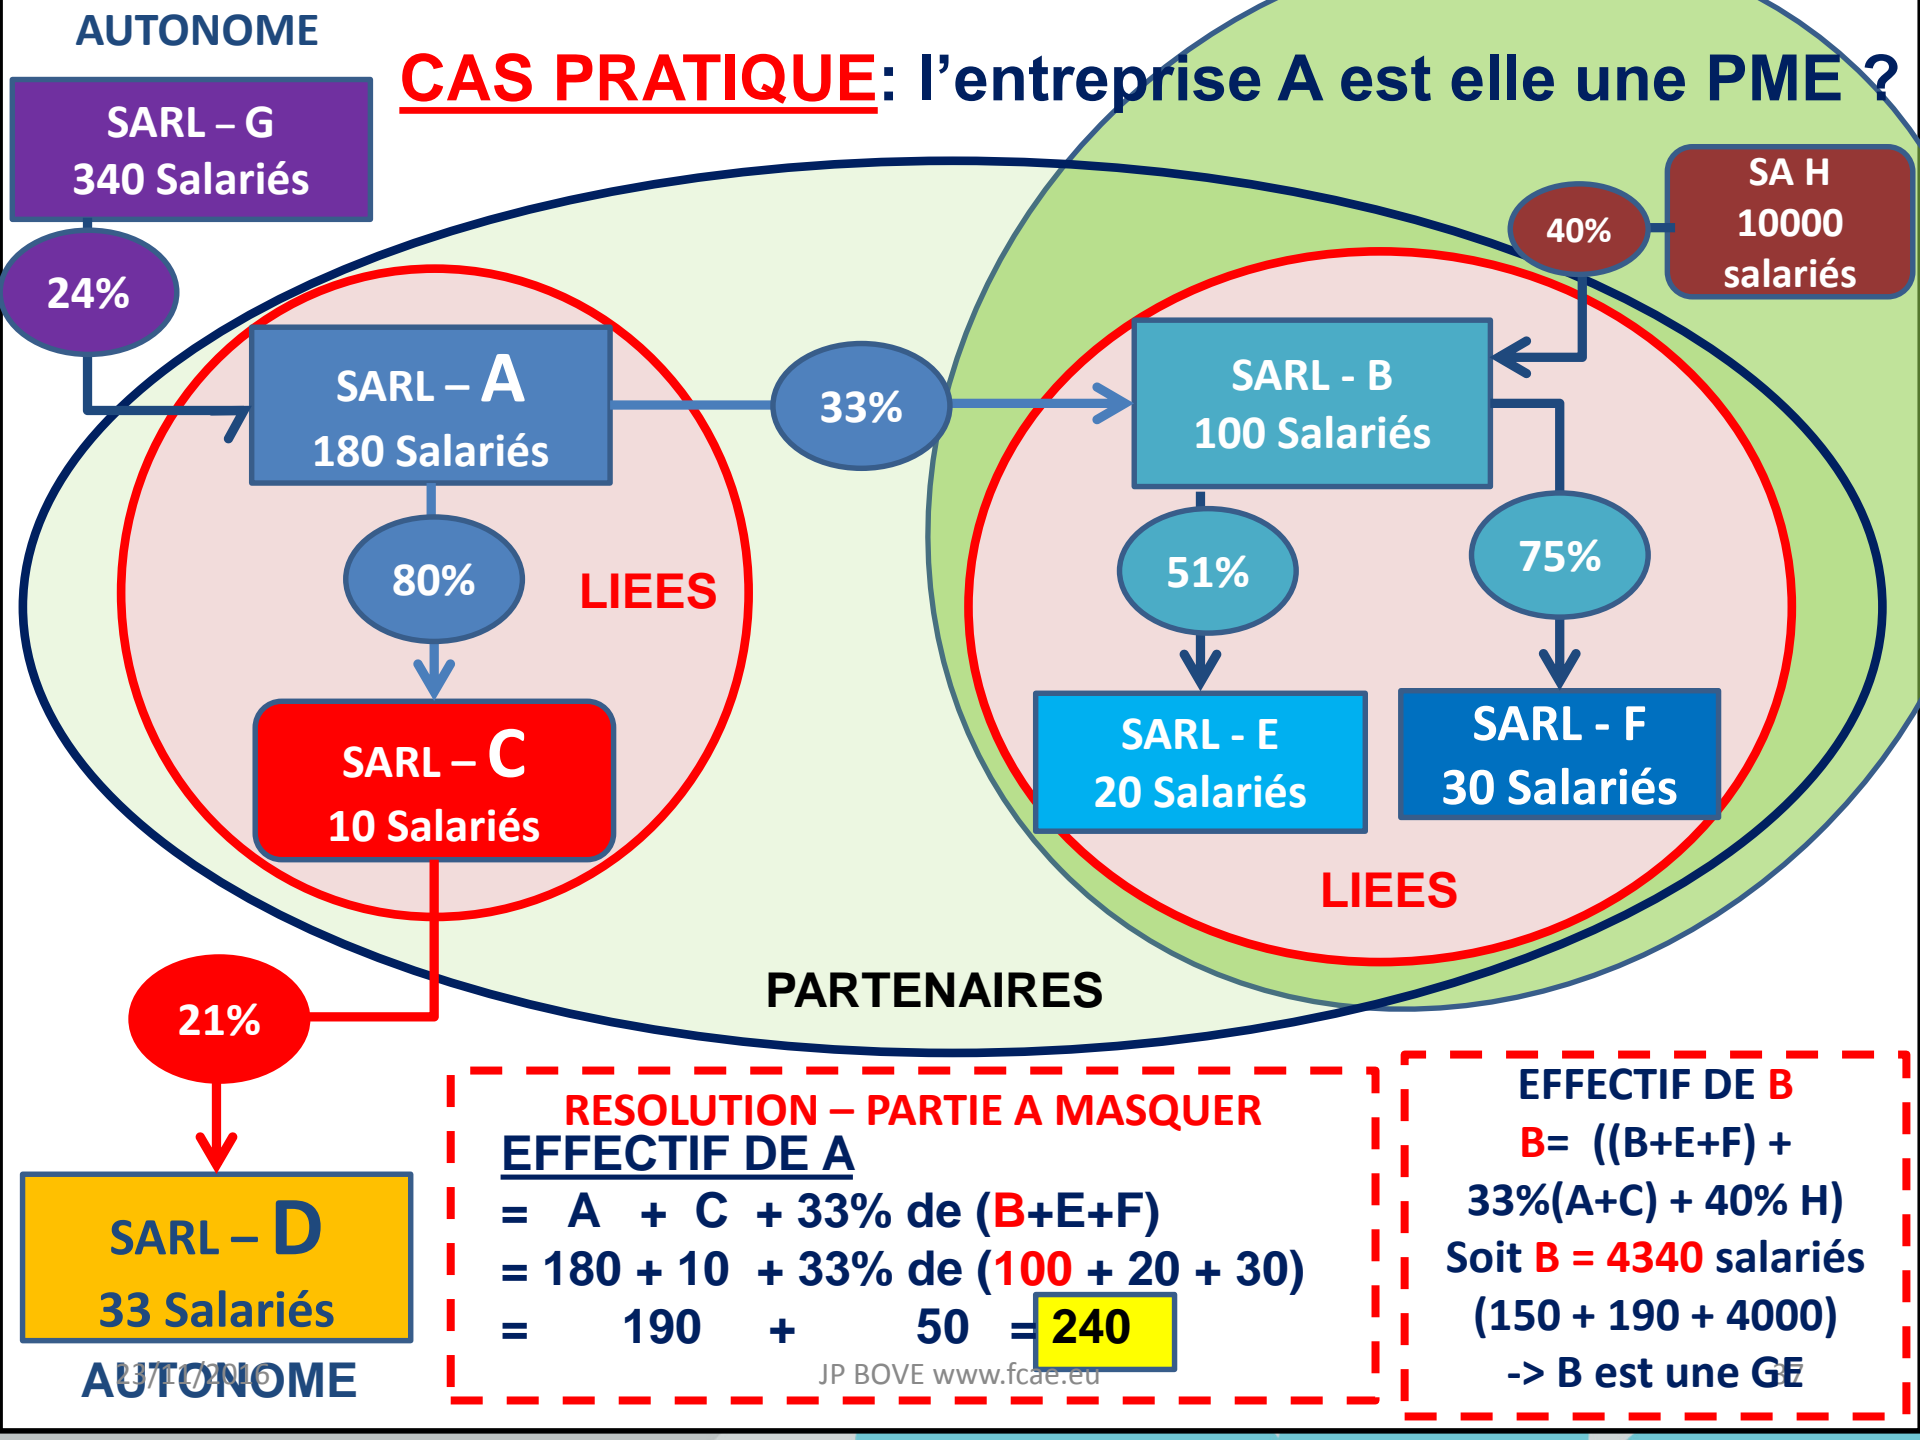 AUTONOME
CAS PRATIQUE: l’entreprise A est elle une PME ?
SARL – G
340 Salariés
24%
SA H
10000
salariés
40%
SARL – A
180 Salariés
33%
SARL - B
100 Salariés
80%
LIEES
51%
75%
SARL – C
10 Salariés
SARL - E
20 Salariés
SARL - F
30 Salariés
LIEES
PARTENAIRES
21%
SARL – D
33 Salariés
AUTONOME
23/11/2016
RESOLUTION – PARTIE A MASQUER
EFFECTIF DE A
= A + C + 33% de (B+E+F)
= 180 + 10 + 33% de (100 + 20 + 30)
= 190 + 50 = 240
JP BOVE www.fcae.eu
EFFECTIF DE B
B= ((B+E+F) +
33%(A+C) + 40% H)
Soit B = 4340 salariés
(150 + 190 + 4000)
-> B est une GE
37